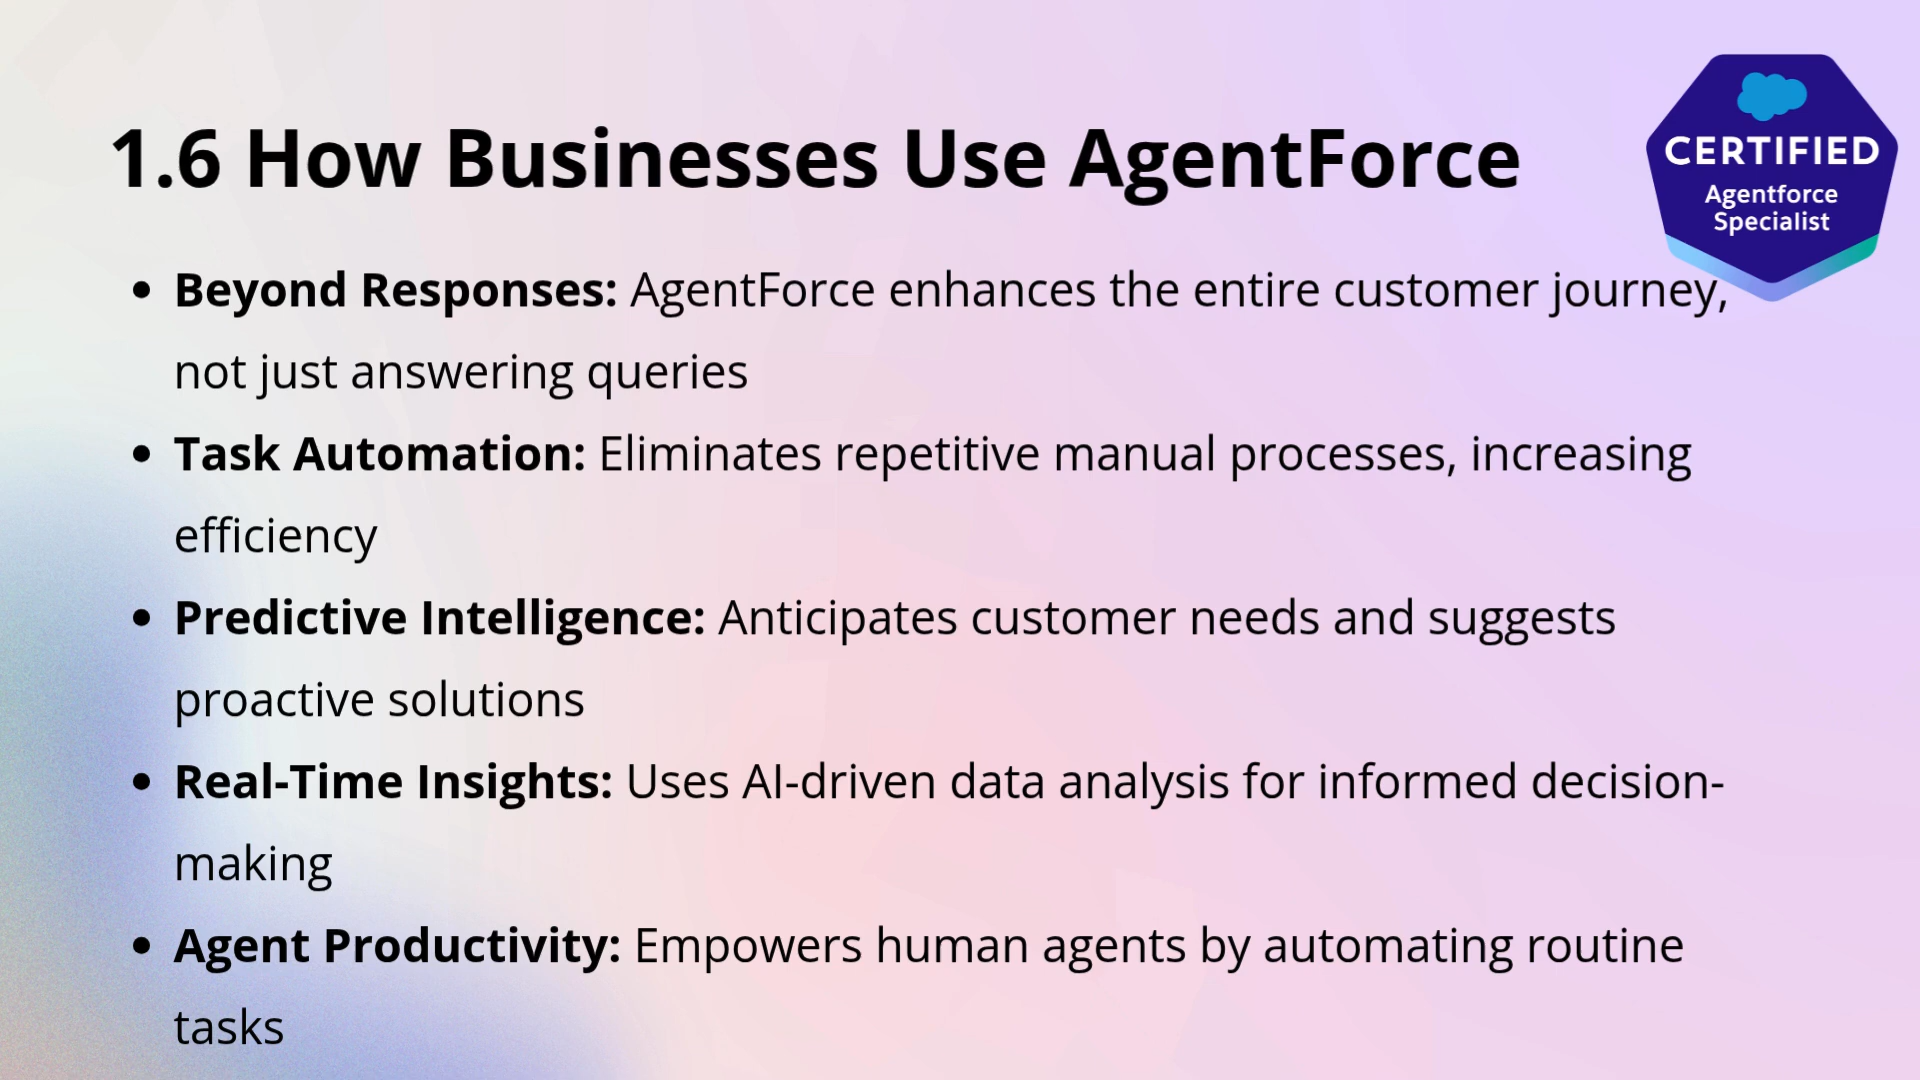 1.6 How Businesses Use AgentForce
CERTIFIED
Agentforce
Specialist
• Beyond Responses: AgentForce enhances the entire customer journey,
not just answering queries
• Task Automation: Eliminates repetitive manual processes, increasing
efficiency
• Predictive Intelligence: Anticipates customer needs and suggests
proactive solutions
• Real-Time Insights: Uses AI-driven data analysis for informed decision-
making
• Agent Productivity: Empowers human agents by automating routine
tasks